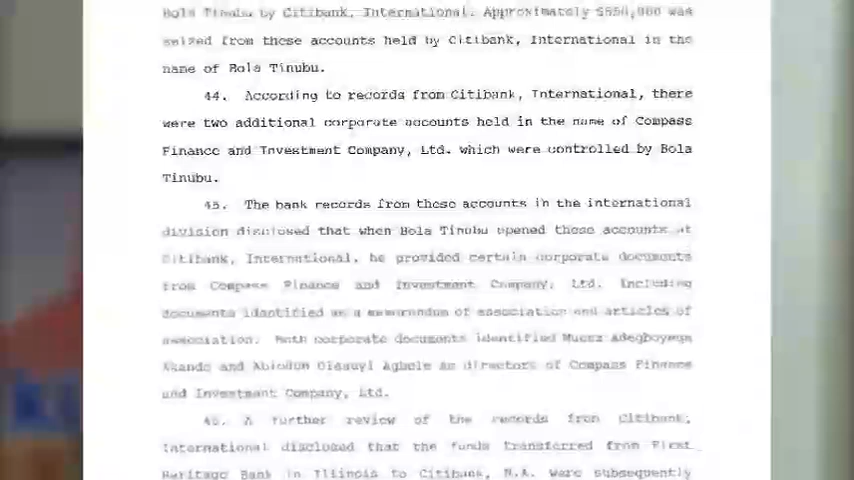 Bola Tinubu by Citibank, International. Approximately $550,000 was
seized from these accounts held by Citibank, International in the
name of Bola Tinubu.
44. According to records from Citibank, International, there
were two additional corporate accounts held in the name of Compass
Finance and Investment Company, Ltd. which were controlled by Bola
Tinubu.
45. The bank records from these accounts in the international
division disclosed that when Bola Tinubu opened these accounts at
Citibank, International, he provided certain corporate documents
from Compass Finance and Investment Company, Ltd. including
documents identified as a memorandum of association and articles of
association. Both corporate documents identified Adegboyega
Akande and Abiodun Agbele as directors of Compass Finance
and Investment Company, Ltd.
46. A further review of the records from Citibank,
International disclosed that the funds transferred from First
Heritage Bank in Illinois to Citibank, N.A. were subsequently